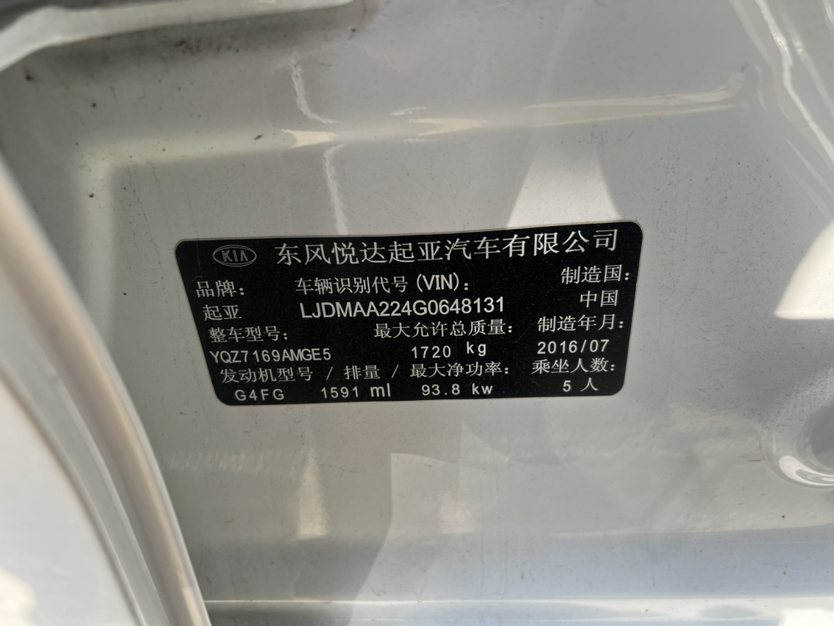 KIA 东风悦达起亚汽车有限公司
品牌: 车辆识别代号(VIN): 制造国:
起亚 LJDMAA224G0648131 中国
整车型号: 最大允许总质量: 制造年月:
YQZ7169AMGE5 1720 kg 2016/07
发动机型号 / 排量 / 最大净功率: 乘坐人数:
G4FG 1591 ml 93.8 kw 5 人